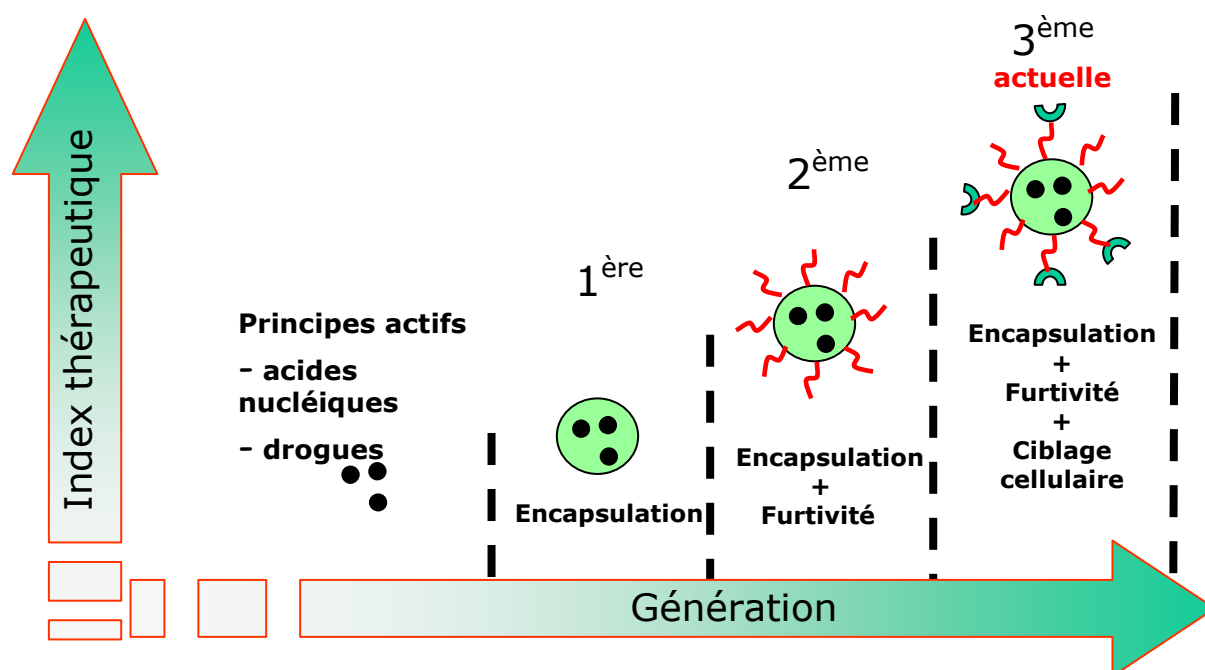 Index thérapeutique
Principes actifs
- acides
nucléiques
- drogues
1ère
Encapsulation
2ème
Encapsulation
+
Furtivité
3ème
actuelle
Encapsulation
+
Furtivité
+
Ciblage
cellulaire
Génération